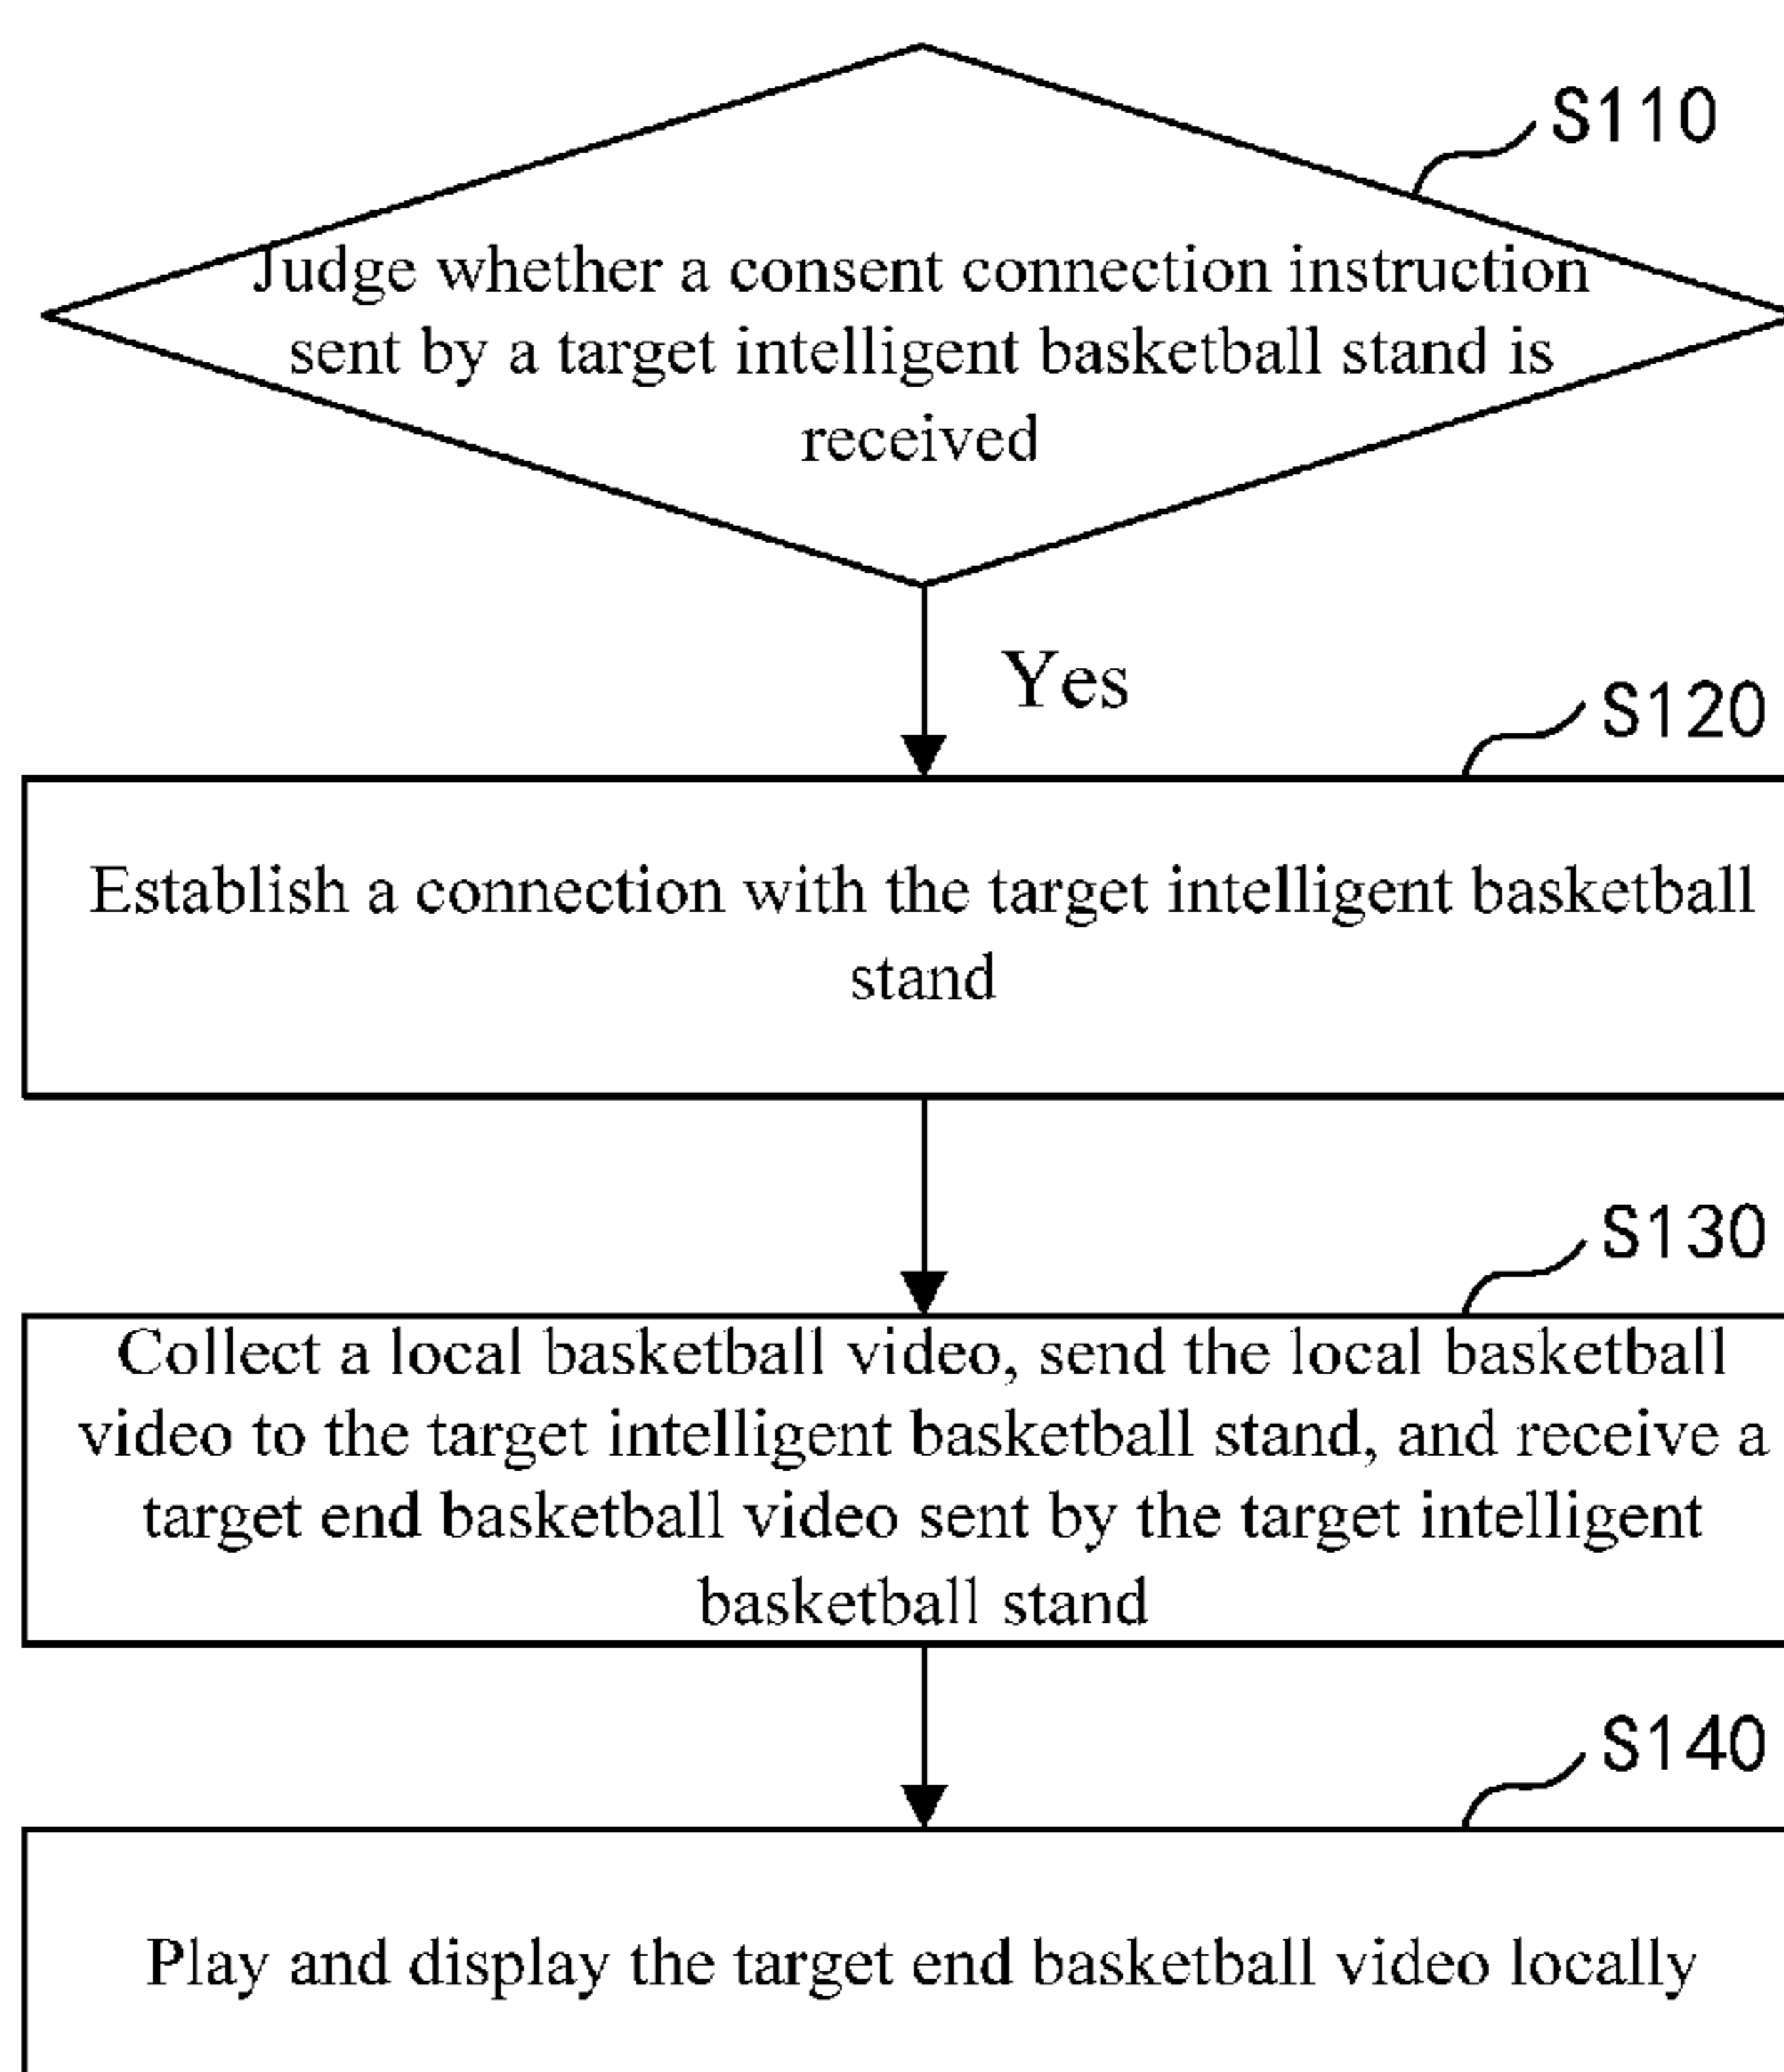 S110
Judge whether a consent connection instruction
sent by a target intelligent basketball stand is
received
Yes
S120
Establish a connection with the target intelligent basketball
stand
S130
Collect a local basketball video, send the local basketball
video to the target intelligent basketball stand, and receive a
target end basketball video sent by the target intelligent
basketball stand
S140
Play and display the target end basketball video locally